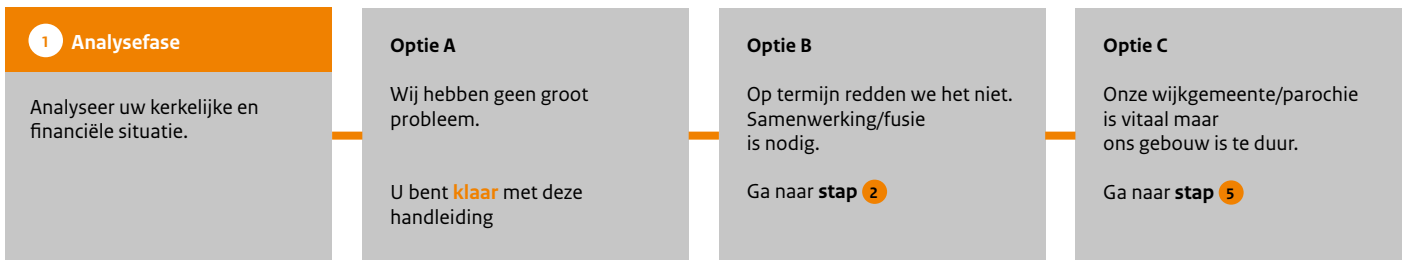 1 Analysefase
Analyseer uw kerkelijke en
financiële situatie.
Optie A
Wij hebben geen groot
probleem.
U bent klaar met deze
handleiding
Optie B
Op termijn redden we het niet.
Samenwerking/fusie
is nodig.
Ga naar stap 2
Optie C
Onze wijkgemeente/parochie
is vitaal maar
ons gebouw is te duur.
Ga naar stap 5